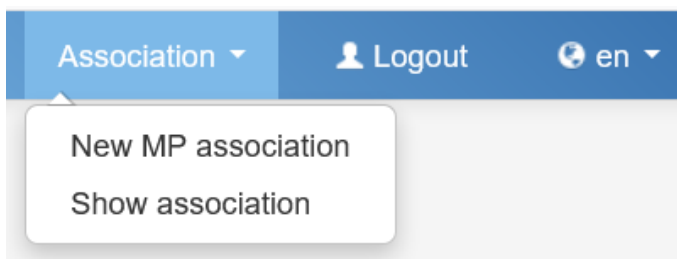 Association Logout en
New MP association
Show association